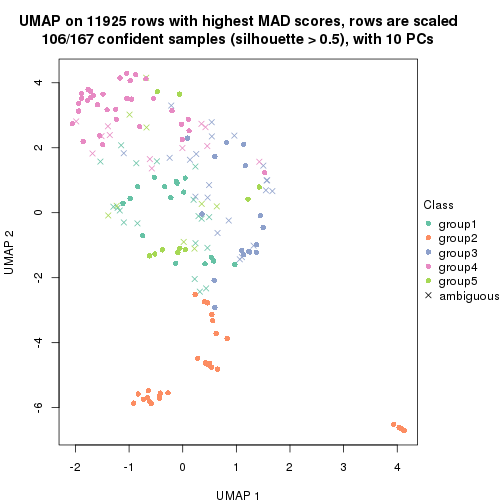 UMAP on 11925 rows with highest MAD scores, rows are scaled
106/167 confident samples (silhouette > 0.5), with 10 PCs
4
2
0
-2
-4
-6
UMAP 2
-2
-1
0
1
2
3
4
UMAP 1
Class
group1
group2
group3
group4
group5
ambiguous